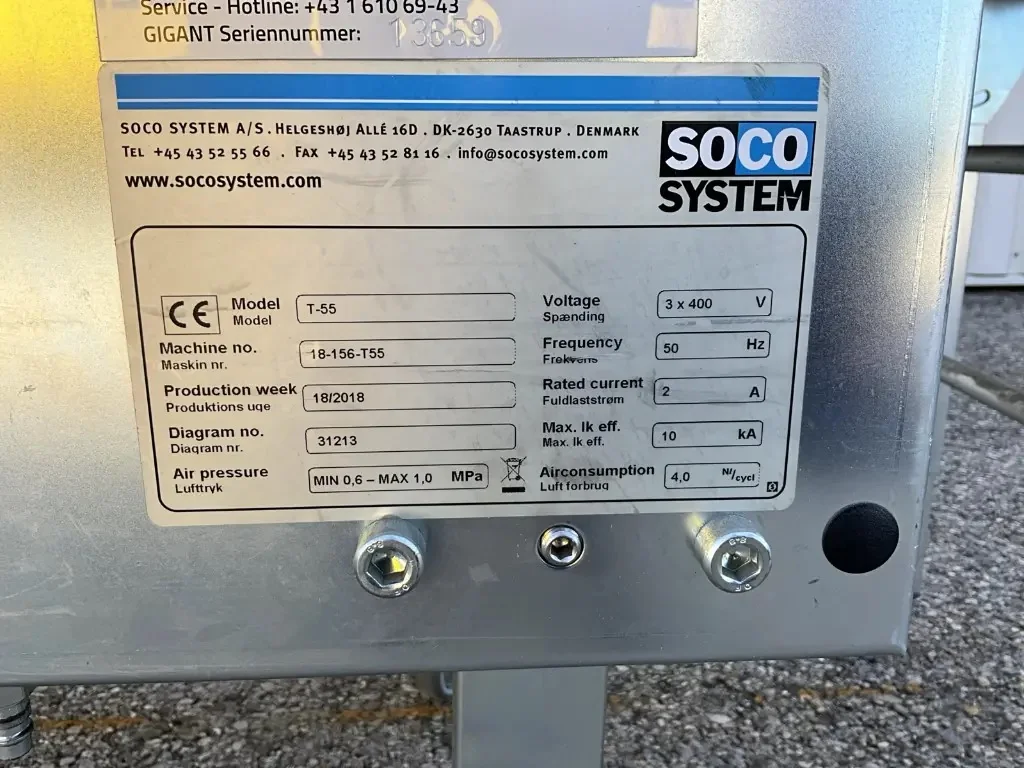 Service - Hotline: +43 1 610 69-43
GIGANT Seriennummer: 13659
SOCO SYSTEM A/S . HELGESHØJ ALLÉ 16D . DK-2630 TAASTRUP . DENMARK
TEL +45 43 52 55 66 . FAX +45 43 52 81 16 . info@socosystem.com
www.socosystem.com
SOCO
SYSTEM
CE Model T-55 Voltage 3 x 400 V
Model Spænding
Machine no. 18-156-T55 Frequency 50 Hz
Maskin nr. Frekvens
Production week 18/2018 Rated current 2 A
Produktions uge Fuldlaststrøm
Diagram no. 31213 Max. Ik eff. 10 kA
Diagram nr. Max. Ik eff.
Air pressure MIN 0,6 – MAX 1,0 MPa Airconsumption 4,0 Nl/cycl
Lufttryk Luft forbrug